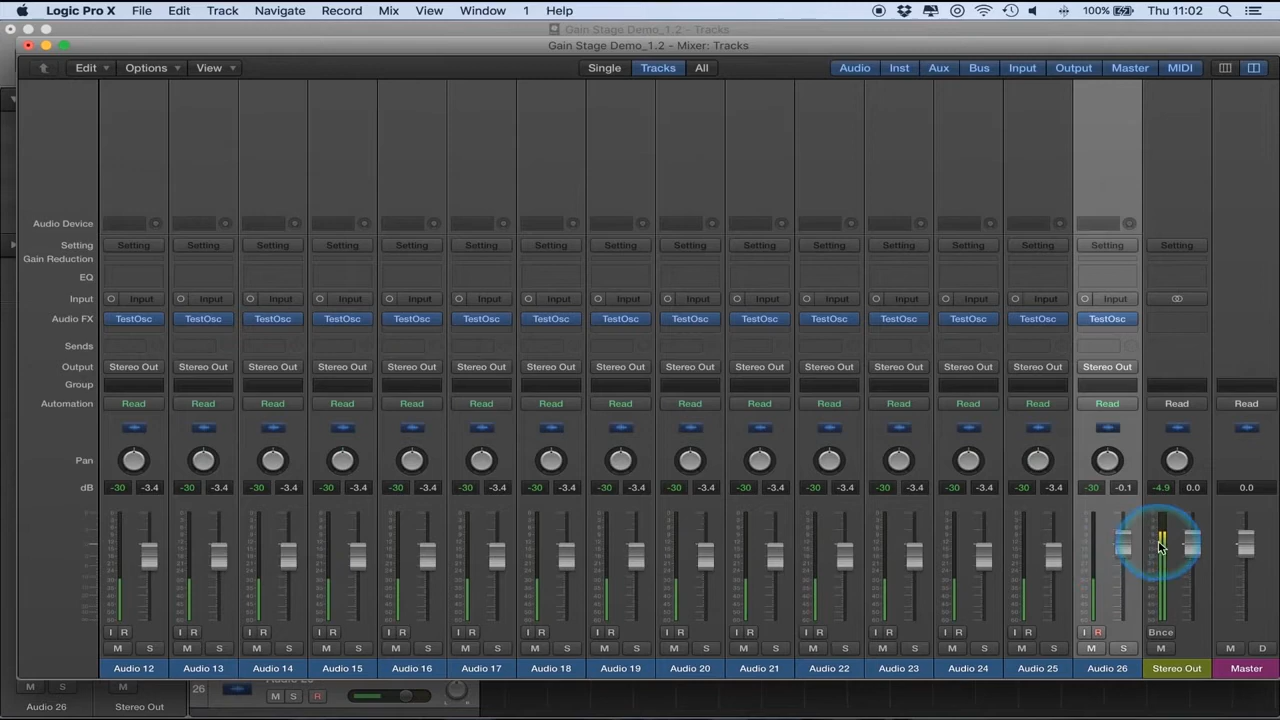 Logic Pro X File Edit Track Navigate Record Mix View Window 1 Help 100% Thu 11:02
Gain Stage Demo_1.2 - Tracks
Gain Stage Demo_1.2 - Mixer: Tracks
Edit Options View Single Tracks All Audio Inst Aux Bus Input Output Master MIDI
Audio Device
Setting Setting Setting Setting Setting Setting Setting Setting Setting Setting Setting Setting Setting Setting Setting Setting Setting
Gain Reduction
EQ
Input Input Input Input Input Input Input Input Input Input Input Input Input Input Input Input
Audio FX TestOsc TestOsc TestOsc TestOsc TestOsc TestOsc TestOsc TestOsc TestOsc TestOsc TestOsc TestOsc TestOsc TestOsc TestOsc
Sends
Output Stereo Out Stereo Out Stereo Out Stereo Out Stereo Out Stereo Out Stereo Out Stereo Out Stereo Out Stereo Out Stereo Out Stereo Out Stereo Out Stereo Out Stereo Out
Group
Automation Read Read Read Read Read Read Read Read Read Read Read Read Read Read Read Read Read
Pan
dB -30 -3.4 -30 -3.4 -30 -3.4 -30 -3.4 -30 -3.4 -30 -3.4 -30 -3.4 -30 -3.4 -30 -3.4 -30 -3.4 -30 -3.4 -30 -3.4 -30 -3.4 -30 -3.4 -30 -0.1 -4.9 0.0 0.0
I R I R I R I R I R I R I R I R I R I R I R I R I R I R I R Bnce
M S M S M S M S M S M S M S M S M S M S M S M S M S M S M S M M D
Audio 12 Audio 13 Audio 14 Audio 15 Audio 16 Audio 17 Audio 18 Audio 19 Audio 20 Audio 21 Audio 22 Audio 23 Audio 24 Audio 25 Audio 26 Stereo Out Master
M S M 26 M S R
Audio 26 Stereo Out